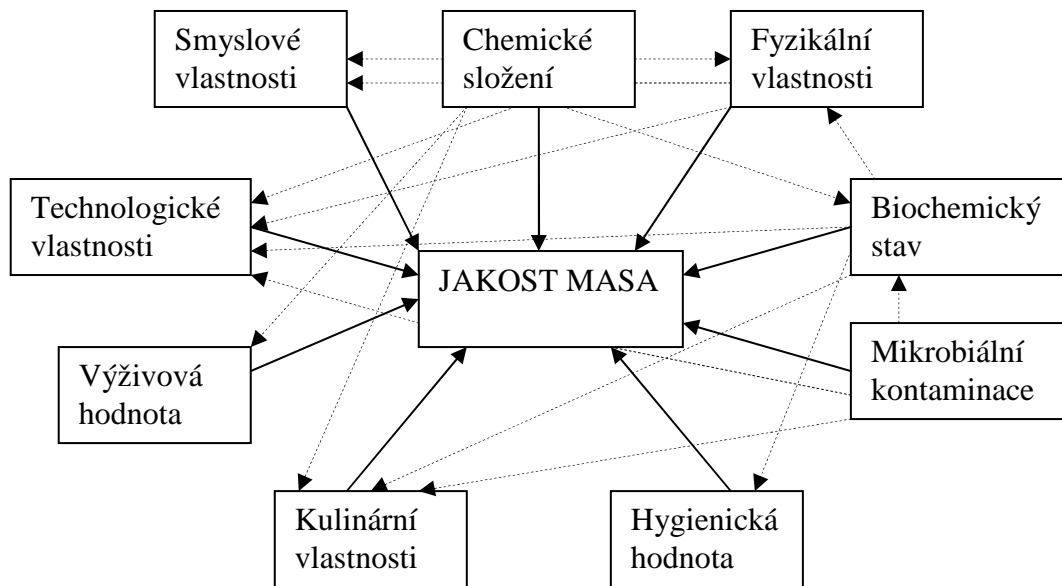 Smyslové
vlastnosti
Chemické
složení
Fyzikální
vlastnosti
Technologické
vlastnosti
Biochemický
stav
JAKOST MASA
Výživová
hodnota
Mikrobiální
kontaminace
Kulinární
vlastnosti
Hygienická
hodnota